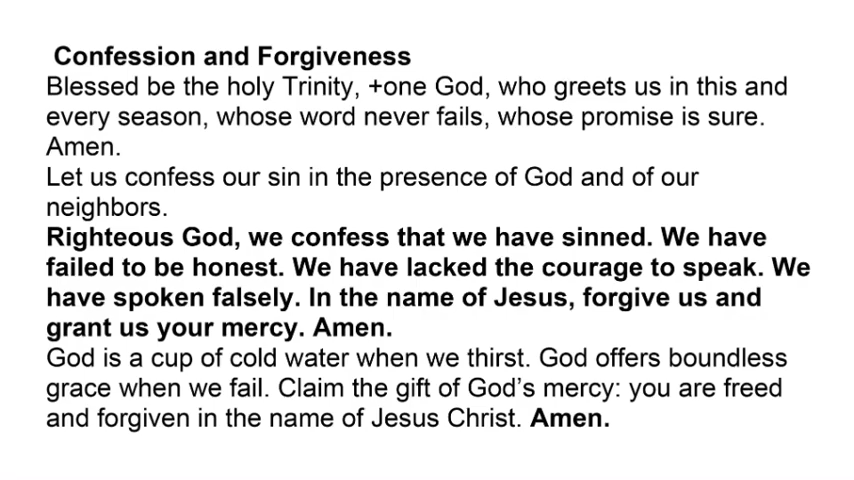 Confession and Forgiveness
Blessed be the holy Trinity, +one God, who greets us in this and
every season, whose word never fails, whose promise is sure.
Amen.
Let us confess our sin in the presence of God and of our
neighbors.
Righteous God, we confess that we have sinned. We have
failed to be honest. We have lacked the courage to speak. We
have spoken falsely. In the name of Jesus, forgive us and
grant us your mercy. Amen.
God is a cup of cold water when we thirst. God offers boundless
grace when we fail. Claim the gift of God’s mercy: you are freed
and forgiven in the name of Jesus Christ. Amen.